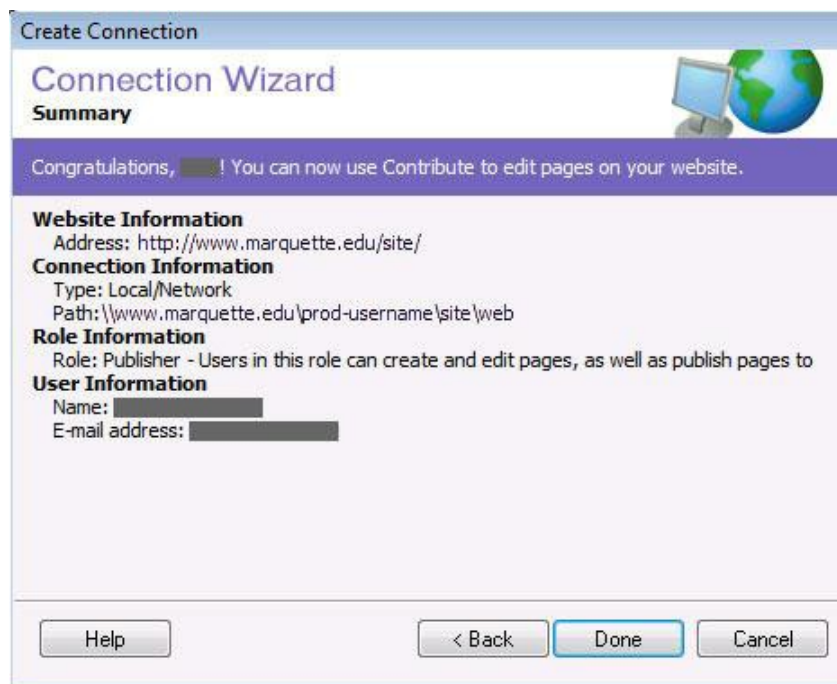 Create Connection
Connection Wizard
Summary
Congratulations, ! You can now use Contribute to edit pages on your website.
Website Information
Address: http://www.marquette.edu/site/
Connection Information
Type: Local/Network
Path:\\www.marquette.edu\prod-username\site\web
Role Information
Role: Publisher - Users in this role can create and edit pages, as well as publish pages to
User Information
Name:
E-mail address:
Help
< Back
Done
Cancel